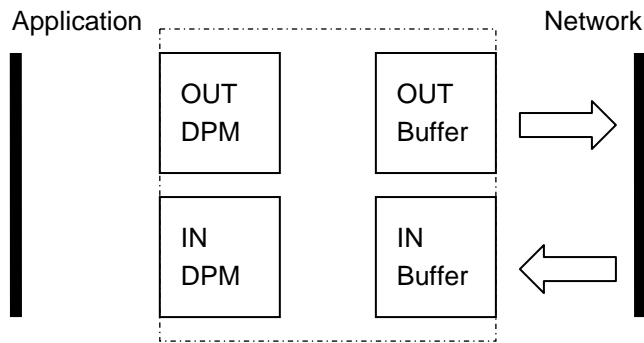 Application
Network
OUT
DPM
OUT
Buffer
IN
DPM
IN
Buffer